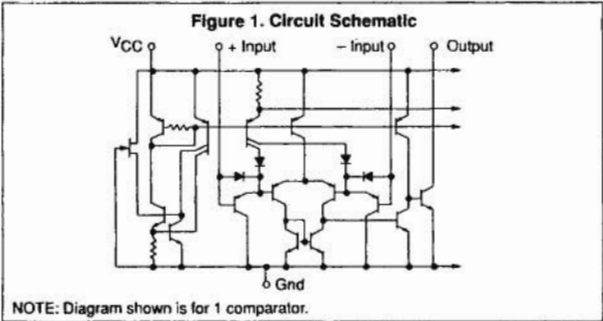 Figure 1. Circuit Schematic
VCC + Input – Input Output
Gnd
NOTE: Diagram shown is for 1 comparator.